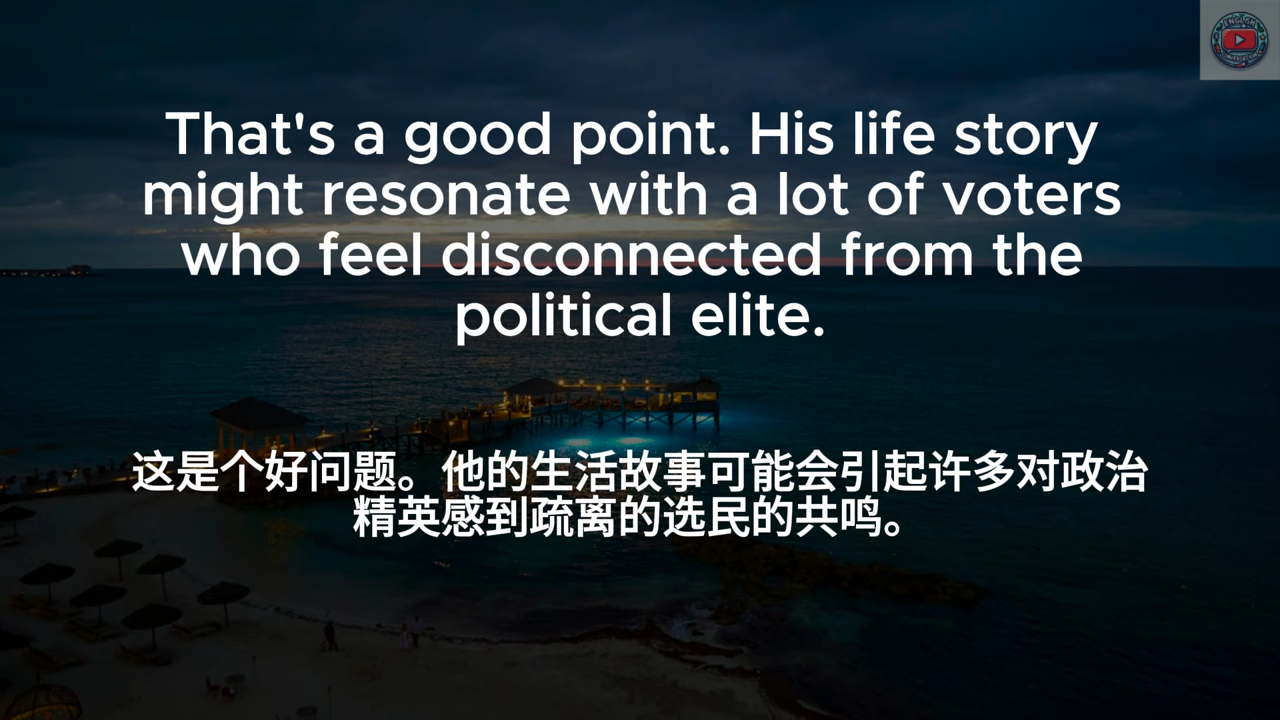 That's a good point. His life story
might resonate with a lot of voters
who feel disconnected from the
political elite.
这是个好问题。他的生活故事可能会引起许多对政治
精英感到疏离的选民的共鸣。